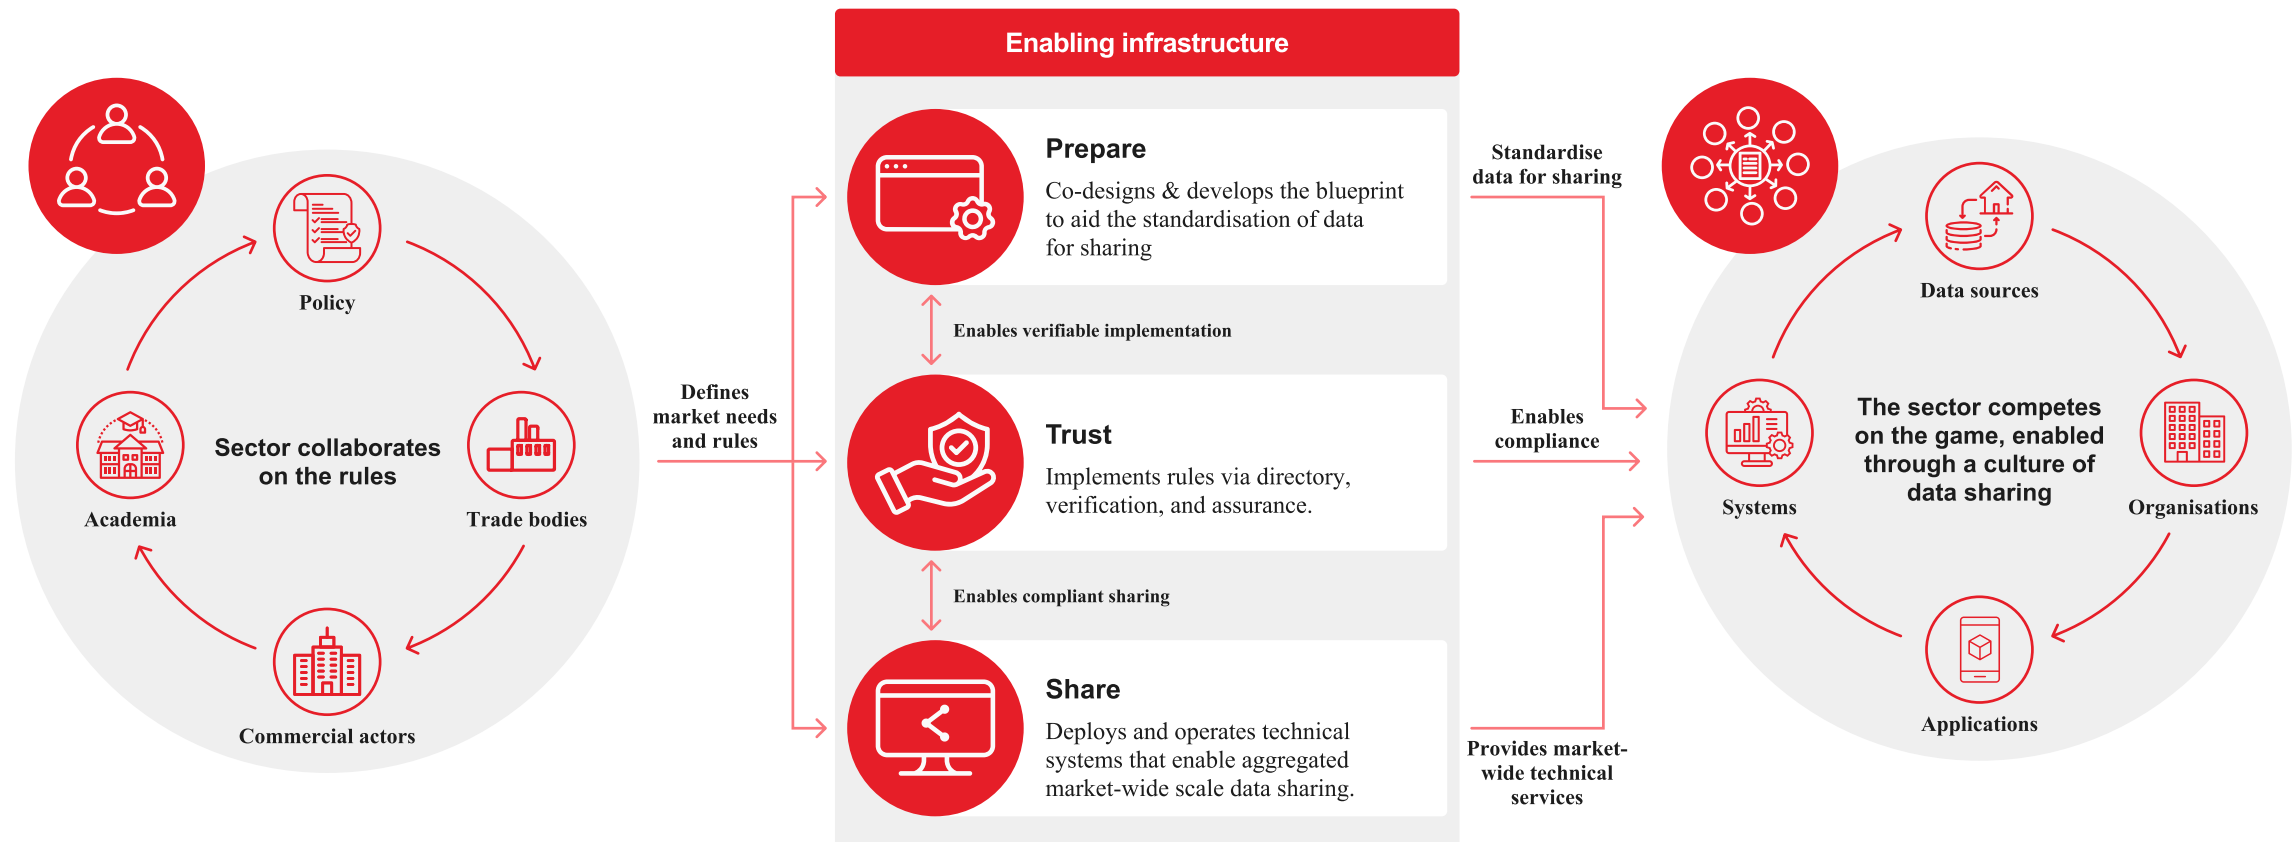 Enabling infrastructure
Policy
Academia
Sector collaborates
on the rules
Trade bodies
Commercial actors
Defines
market needs
and rules
Prepare
Co-designs & develops the blueprint
to aid the standardisation of data
for sharing
Enables verifiable implementation
Trust
Implements rules via directory,
verification, and assurance.
Enables compliant sharing
Share
Deploys and operates technical
systems that enable aggregated
market-wide scale data sharing.
Standardise
data for sharing
Enables
compliance
Provides market-
wide technical
services
Data sources
Systems
The sector competes
on the game, enabled
through a culture of
data sharing
Organisations
Applications